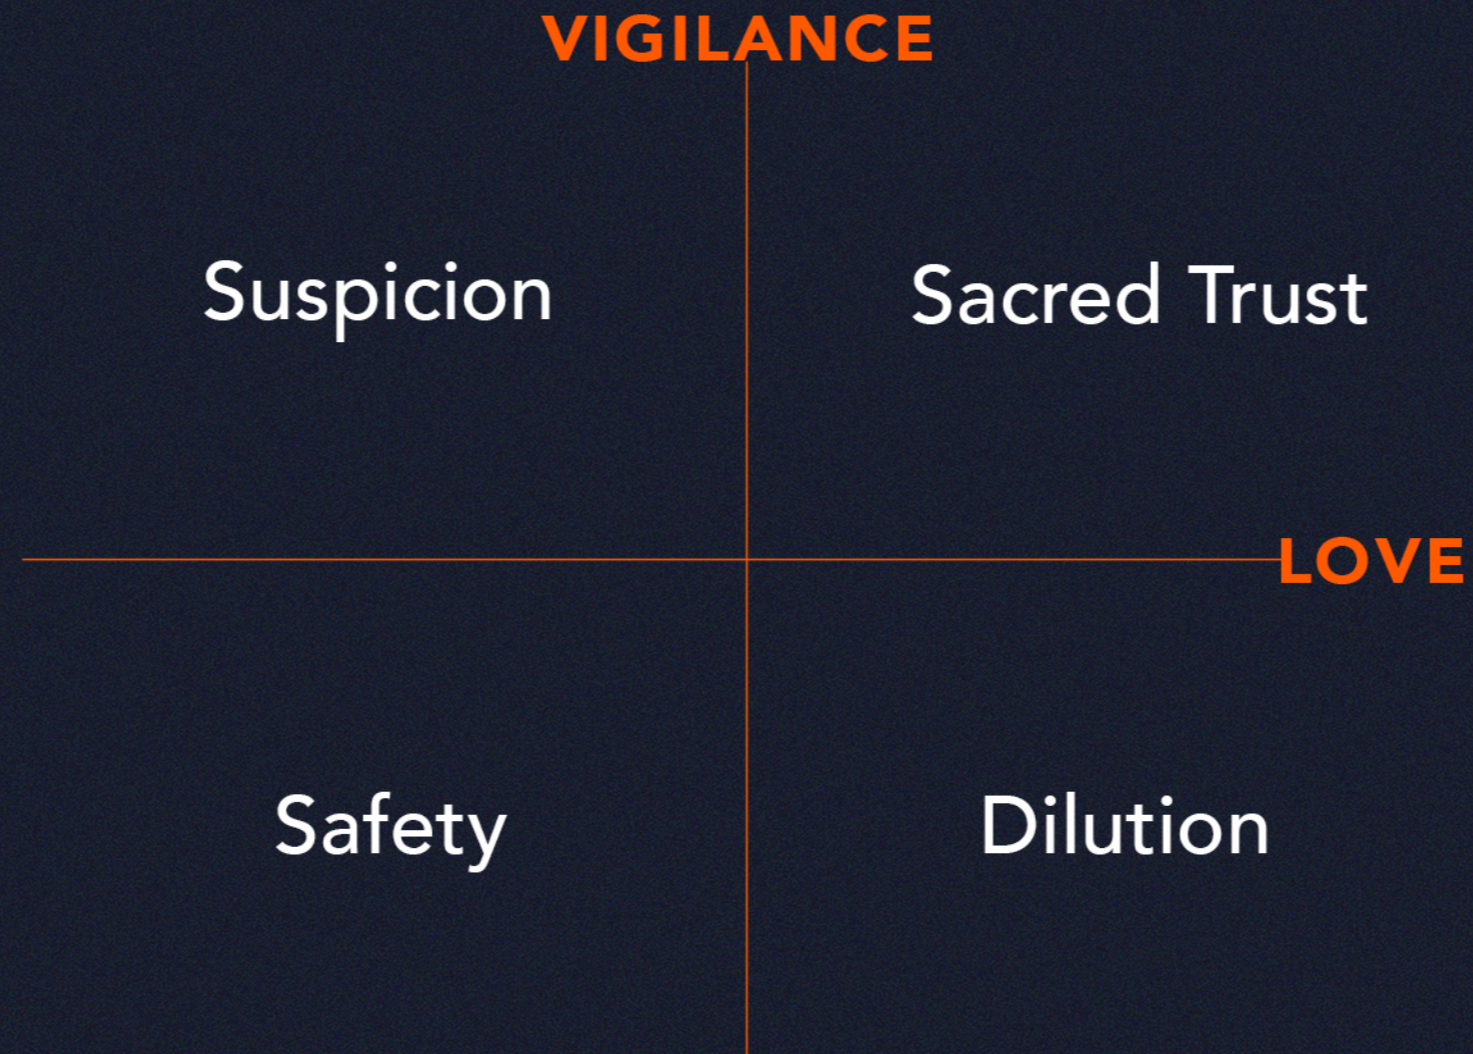 VIGILANCE
Suspicion
Sacred Trust
LOVE
Safety
Dilution